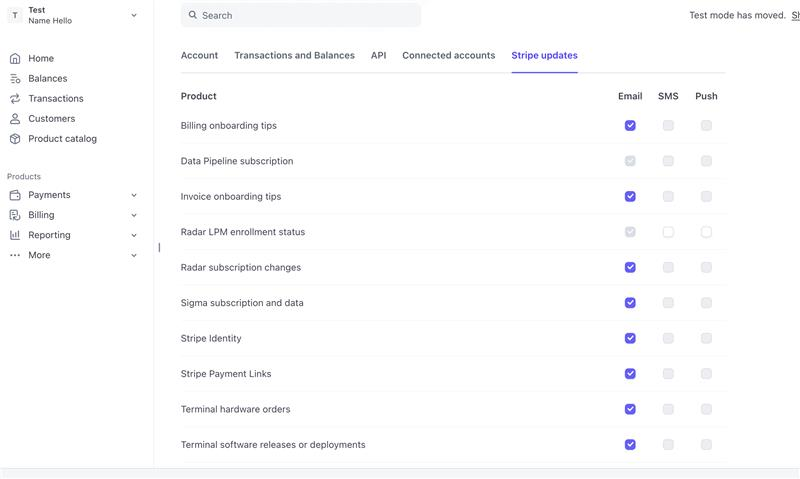 T
Test
Name Hello
Search
Test mode has moved.
Home
Balances
Transactions
Customers
Product catalog
Products
Payments
Billing
Reporting
More
Account
Transactions and Balances
API
Connected accounts
Stripe updates
Product
Email
SMS
Push
Billing onboarding tips
Data Pipeline subscription
Invoice onboarding tips
Radar LPM enrollment status
Radar subscription changes
Sigma subscription and data
Stripe Identity
Stripe Payment Links
Terminal hardware orders
Terminal software releases or deployments